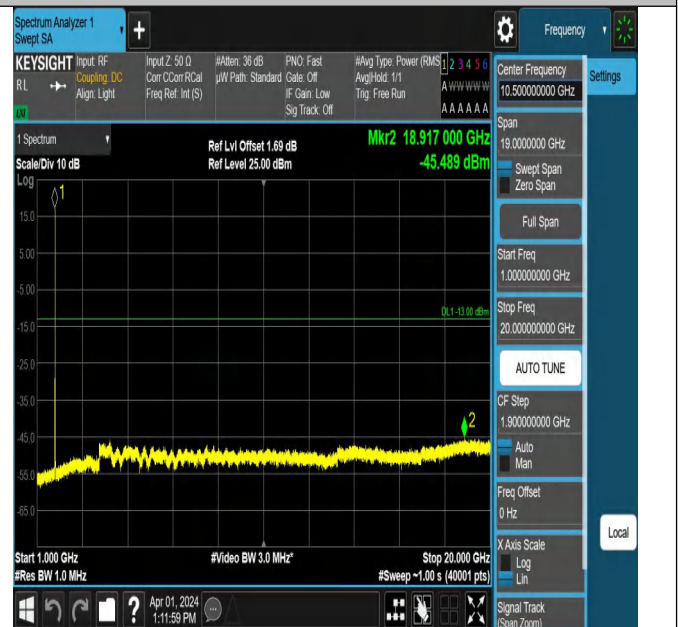 Spectrum Analyzer 1
Swept SA
+
Frequency
KEYSIGHT
RL
LXI
Input: RF
Coupling: DC
Align: Light
Input Z: 50 Ω
Corr CCorr RCal
Freq Ref: Int (S)
#Atten: 36 dB
µW Path: Standard
PNO: Fast
Gate: Off
IF Gain: Low
Sig Track: Off
#Avg Type: Power (RMS
Avg|Hold: 1/1
Trig: Free Run
1 2 3 4 5 6
A W W W W W
A A A A A A
1 Spectrum
Scale/Div 10 dB
Ref Lvl Offset 1.69 dB
Ref Level 25.00 dBm
Mkr2 18.917 000 GHz
-45.489 dBm
Log
1
15.0
5.00
-5.00
DL1 -13.00 dBm
-15.0
-25.0
-35.0
2
-45.0
-55.0
-65.0
Start 1.000 GHz
#Res BW 1.0 MHz
#Video BW 3.0 MHz*
Stop 20.000 GHz
#Sweep ~1.00 s (40001 pts)
?
Apr 01, 2024
1:11:59 PM
Center Frequency
10.500000000 GHz
Settings
Span
19.0000000 GHz
Swept Span
Zero Span
Full Span
Start Freq
1.000000000 GHz
Stop Freq
20.000000000 GHz
AUTO TUNE
CF Step
1.900000000 GHz
Auto
Man
Freq Offset
0 Hz
Local
X Axis Scale
Log
Lin
Signal Track
(Span Zoom)